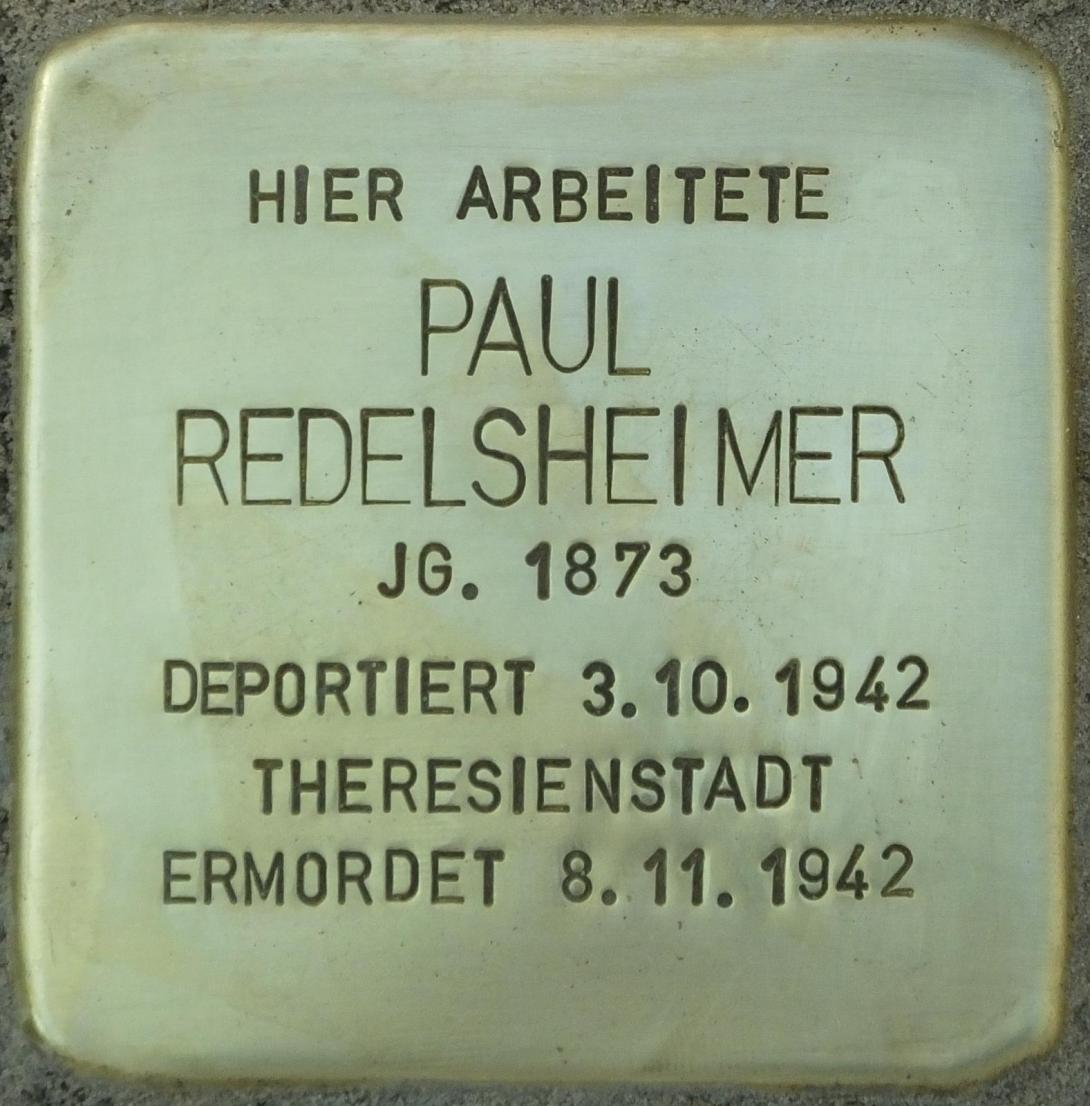 HIER ARBEITETE
PAUL
REDELSHEIMER
JG. 1873
DEPORTIERT 3.10.1942
THERESIENSTADT
ERMORDET 8.11.1942